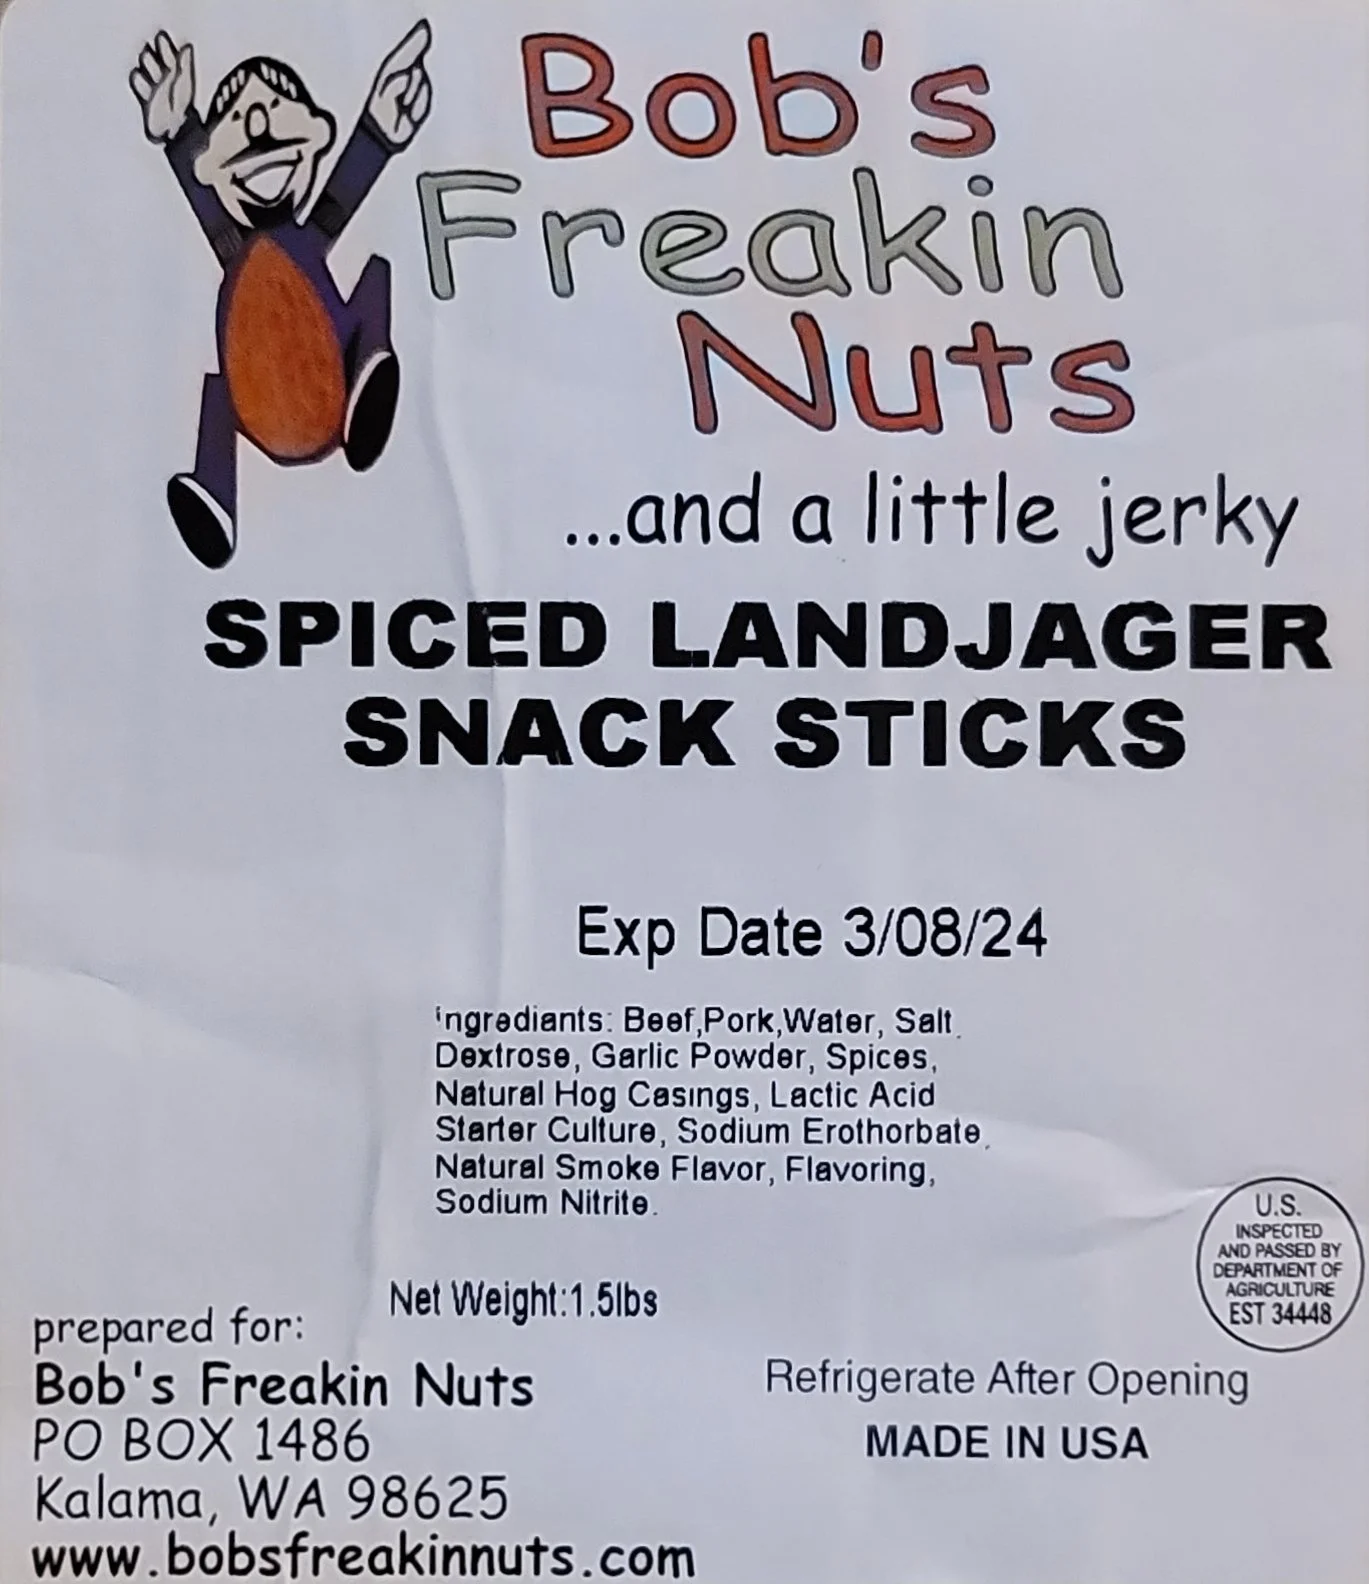 Bob's
Freakin
Nuts
...and a little jerky
SPICED LANDJAGER
SNACK STICKS
Exp Date 3/08/24
ingrediants: Beef,Pork,Water, Salt.
Dextrose, Garlic Powder, Spices,
Natural Hog Casings, Lactic Acid
Starter Culture, Sodium Erothorbate,
Natural Smoke Flavor, Flavoring,
Sodium Nitrite.
Net Weight:1.5lbs
U.S.
INSPECTED
AND PASSED BY
DEPARTMENT OF
AGRICULTURE
EST 34448
prepared for:
Bob's Freakin Nuts
PO BOX 1486
Kalama, WA 98625
www.bobsfreakinnuts.com
Refrigerate After Opening
MADE IN USA